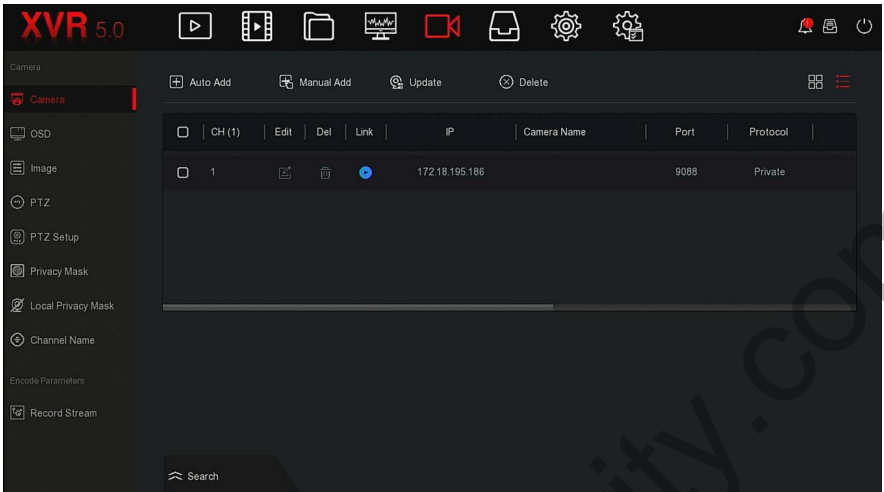 XVR 5.0
Camera
Auto Add Manual Add Update Delete
Camera
OSD
CH (1) Edit Del Link IP Camera Name Port Protocol
Image
1 172.18.195.186 9088 Private
PTZ
PTZ Setup
Privacy Mask
Local Privacy Mask
Channel Name
Encode Parameters
Record Stream
Search
ity.co